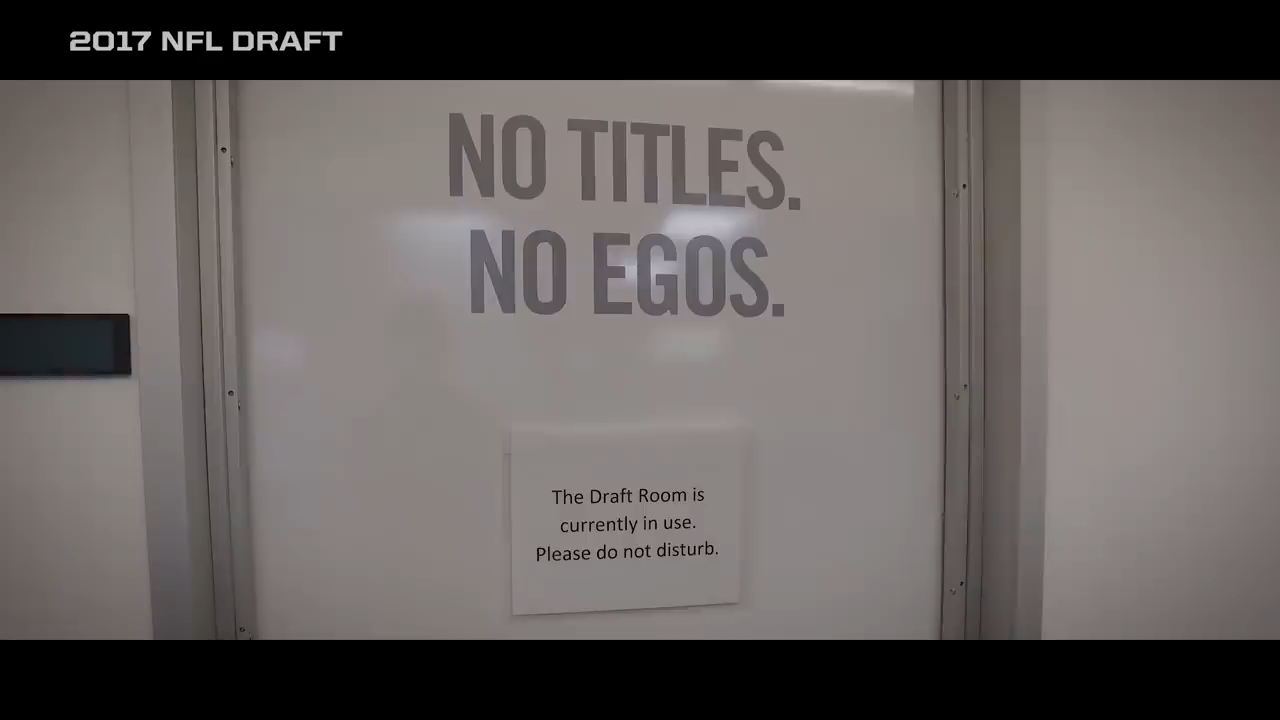 2017 NFL DRAFT
NO TITLES.
NO EGOS.
The Draft Room is
currently in use.
Please do not disturb.